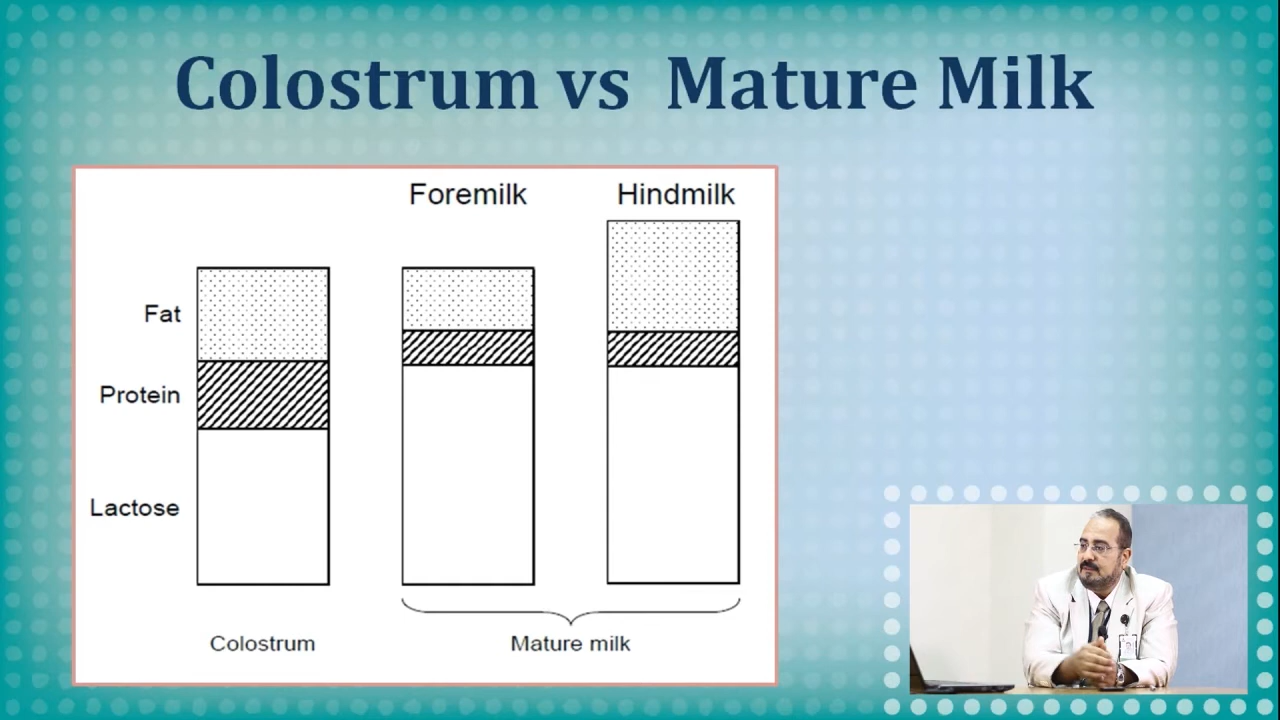 Colostrum vs Mature Milk
Foremilk
Hindmilk
Fat
Protein
Lactose
Colostrum
Mature milk